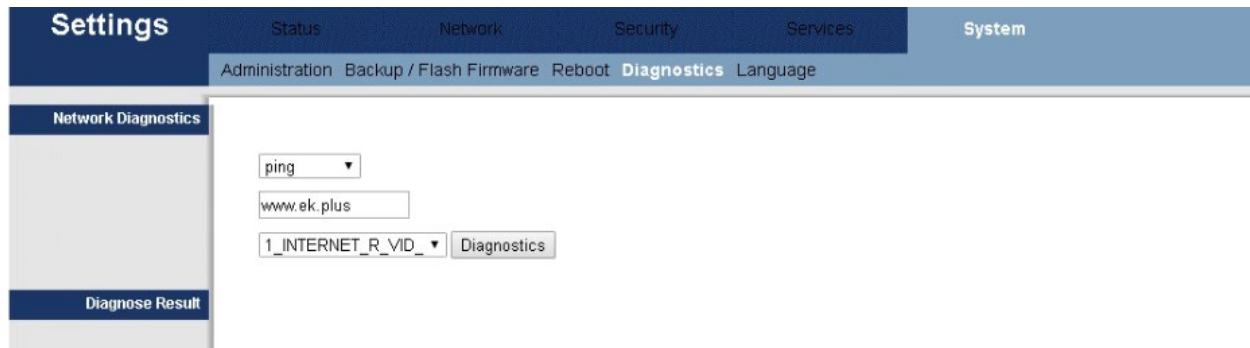 Settings Status Network Security Services System
Administration Backup / Flash Firmware Reboot Diagnostics Language
Network Diagnostics
ping
www.ek.plus
1_INTERNET_R_VID_ Diagnostics
Diagnose Result